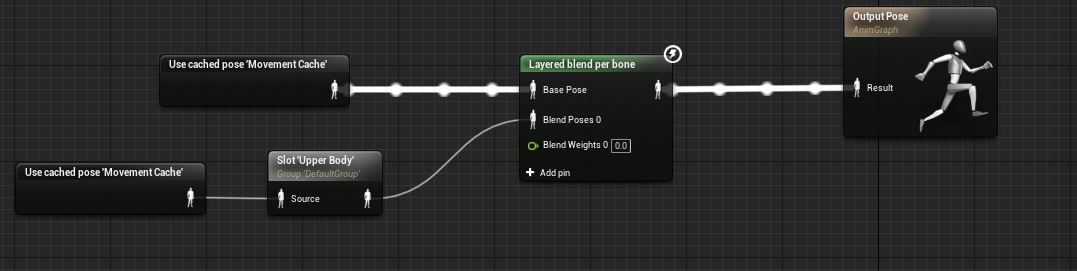 Output Pose
AnimGraph
Result
Use cached pose 'Movement Cache'
Layered blend per bone
Base Pose
Blend Poses 0
Blend Weights 0 0.0
Add pin
Use cached pose 'Movement Cache'
Slot 'Upper Body'
Group 'DefaultGroup'
Source